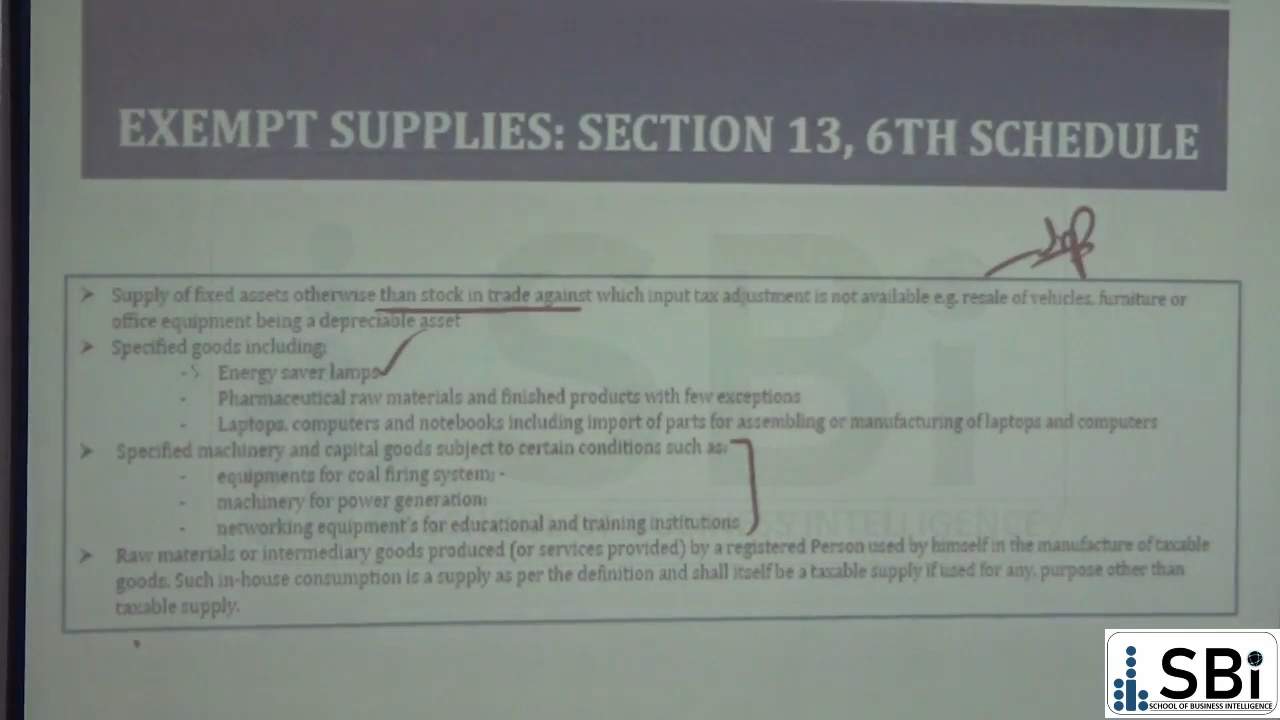 EXEMPT SUPPLIES: SECTION 13, 6TH SCHEDULE
➢ Supply of fixed assets otherwise than stock in trade against which input tax adjustment is not available e.g. resale of vehicles, furniture or
office equipment being a depreciable asset
➢ Specified goods including;
- Energy saver lamps
- Pharmaceutical raw materials and finished products with few exceptions
- Laptops, computers and notebooks including import of parts for assembling or manufacturing of laptops and computers
➢ Specified machinery and capital goods subject to certain conditions such as:
- equipments for coal firing system; -
- machinery for power generation;
- networking equipment's for educational and training institutions
➢ Raw materials or intermediary goods produced (or services provided) by a registered Person used by himself in the manufacture of taxable
goods. Such in-house consumption is a supply as per the definition and shall itself be a taxable supply if used for any, purpose other than
taxable supply.
SBi
SCHOOL OF BUSINESS INTELLIGENCE